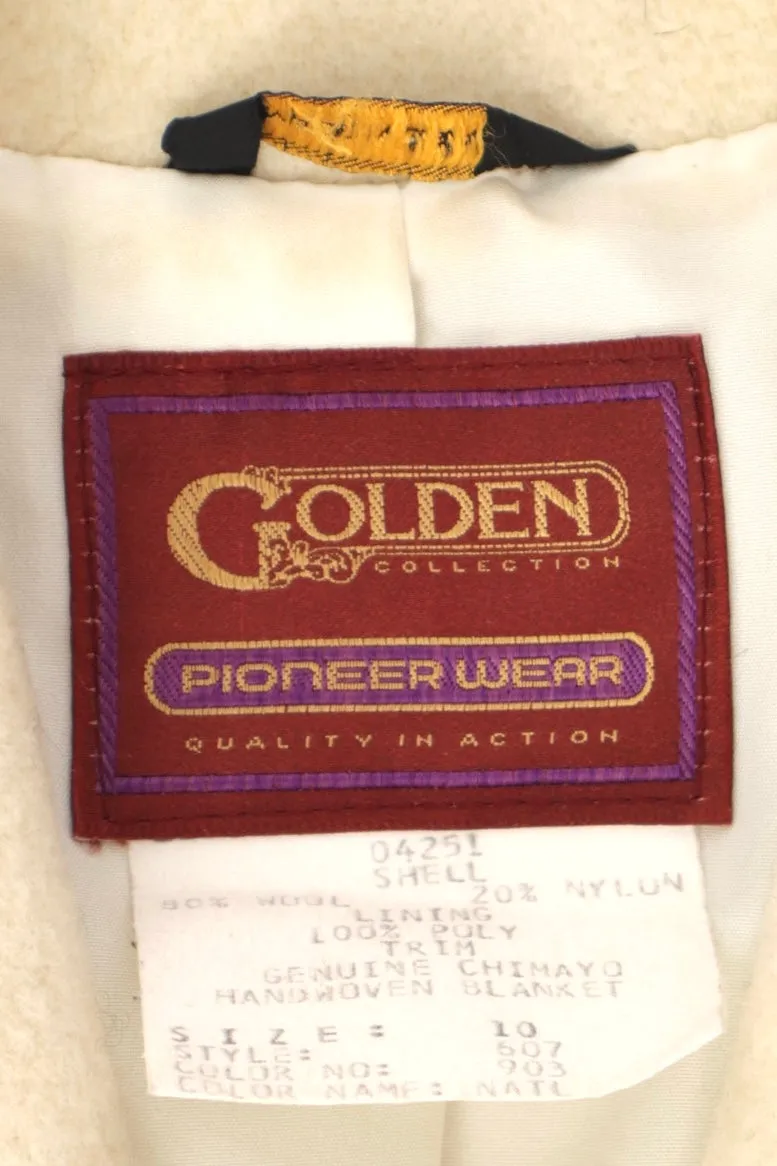 GOLDEN
COLLECTION
PIONEER WEAR
QUALITY IN ACTION
04251
SHELL
80% WOOL 20% NYLON
LINING
100% POLY
TRIM
GENUINE CHIMAYO
HANDWOVEN BLANKET
SIZE: 10
STYLE: 607
COLOR NO: 903
COLOR NAME: NATL